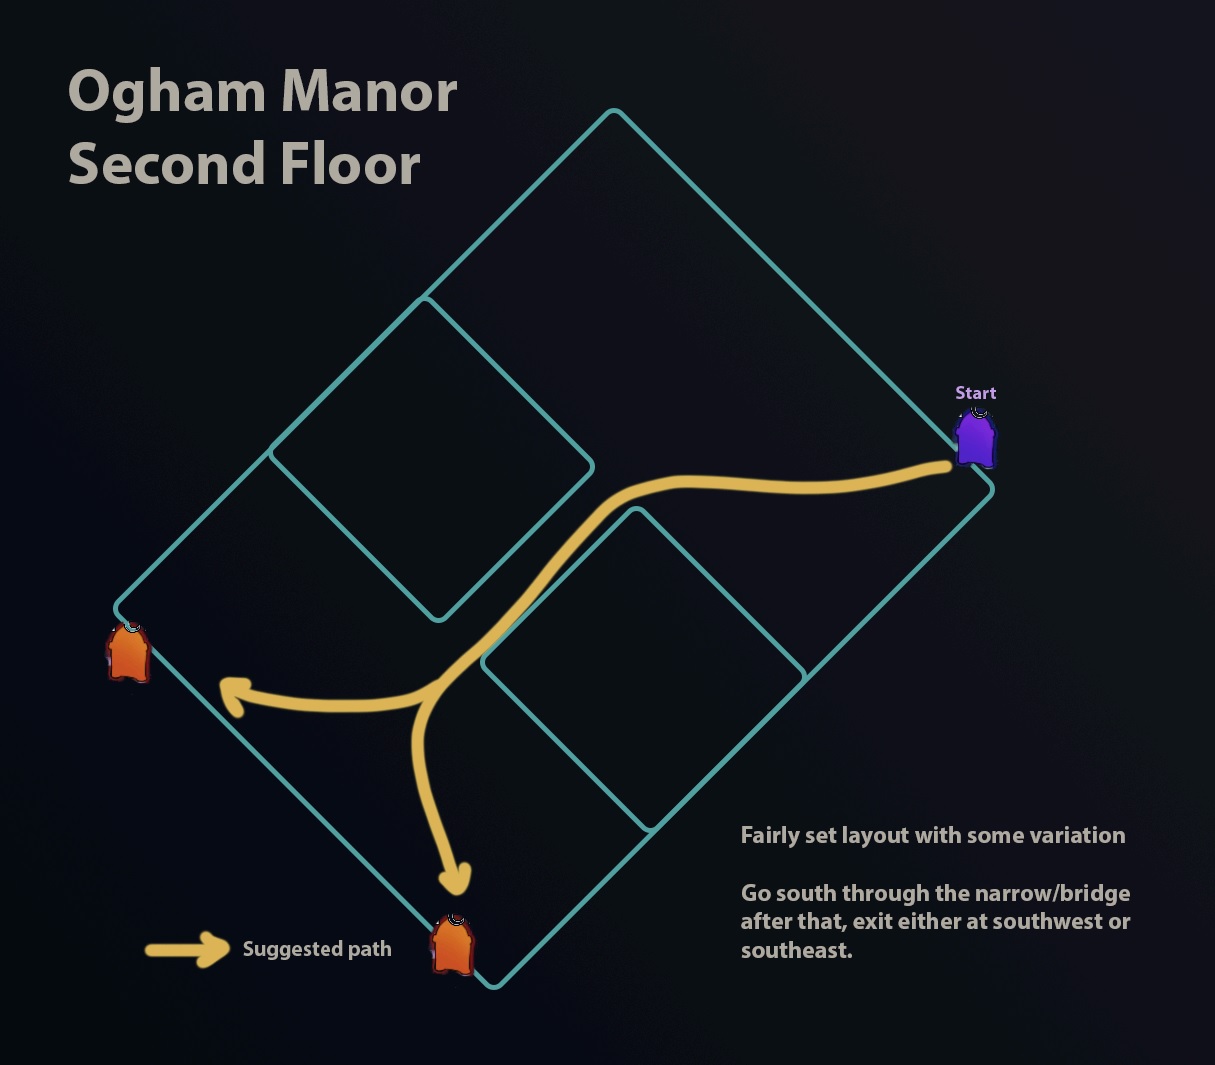 Ogham Manor
Second Floor
Start
Fairly set layout with some variation
Go south through the narrow/bridge
after that, exit either at southwest or
southeast.
Suggested path